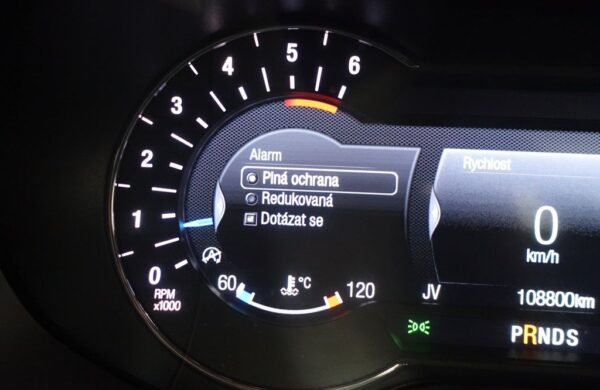 6
5
4
3
2
1
0
RPM
x1000
Alarm
Plná ochrana
Redukovaná
Dotázat se
60
°C
120
Rychlost
0
km/h
JV
108800km
PRNDS